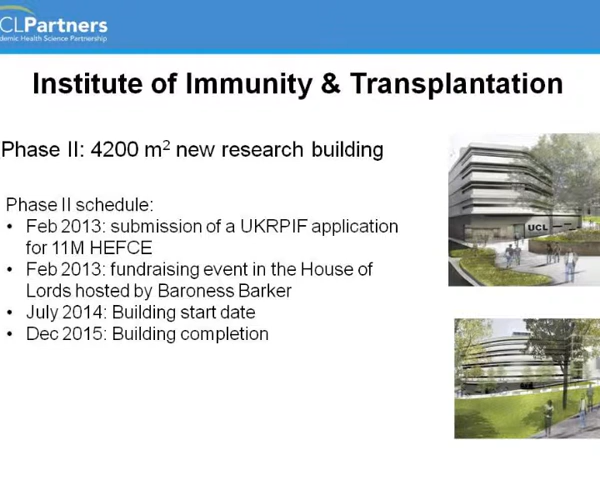 CLPartners
demic Health Science Partnership
Institute of Immunity & Transplantation
Phase II: 4200 m² new research building
Phase II schedule:
• Feb 2013: submission of a UKRPIF application
for 11M HEFCE
• Feb 2013: fundraising event in the House of
Lords hosted by Baroness Barker
• July 2014: Building start date
• Dec 2015: Building completion
UCL